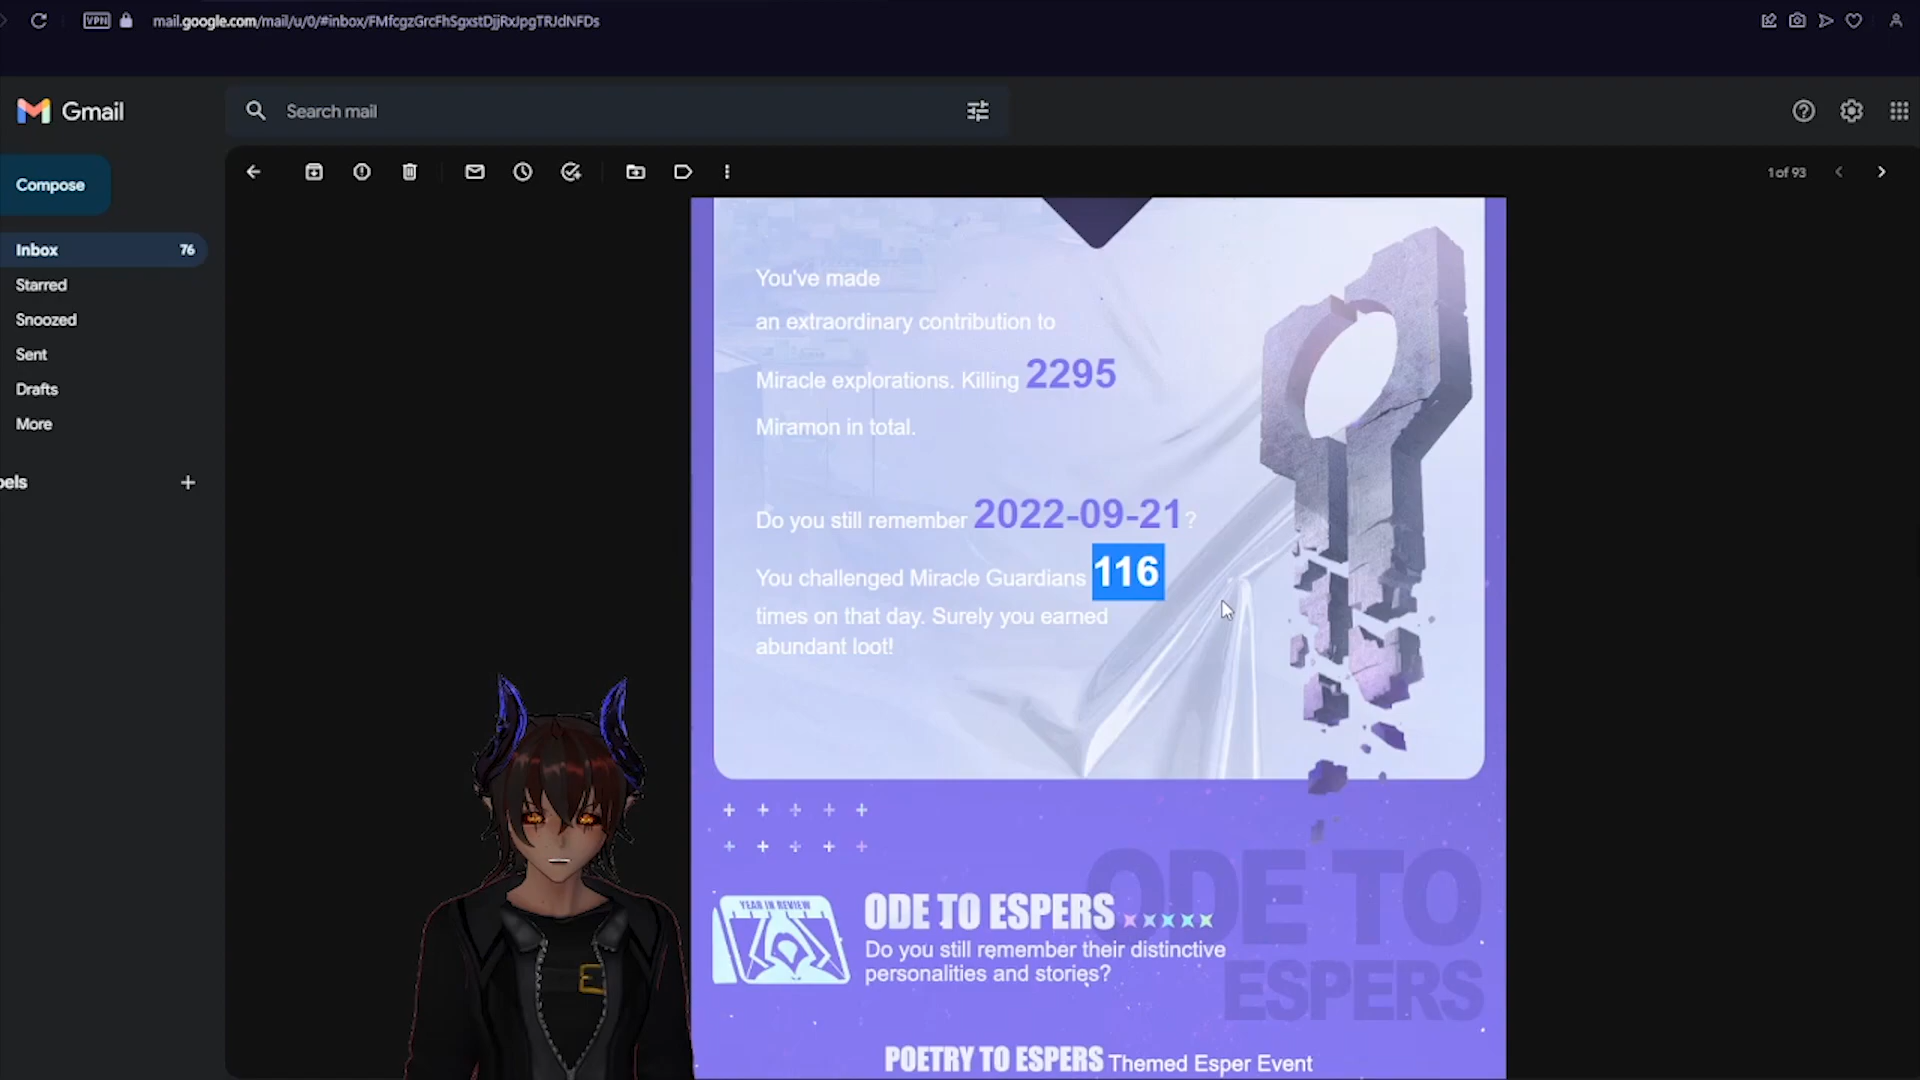 VPN mail.google.com/mail/u/0/#inbox/FMfcgzGrcFhSgxstDjjRxJpgTRJdNFDs
Gmail
Search mail
Compose
1 of 93
Inbox 76
Starred
Snoozed
Sent
Drafts
More
bels
You've made
an extraordinary contribution to
Miracle explorations. Killing 2295
Miramon in total.
Do you still remember 2022-09-21?
You challenged Miracle Guardians 116
times on that day. Surely you earned
abundant loot!
YEAR IN REVIEW
ODE TO ESPERS
Do you still remember their distinctive
personalities and stories?
ODE TO
ESPERS
POETRY TO ESPERS Themed Esper Event